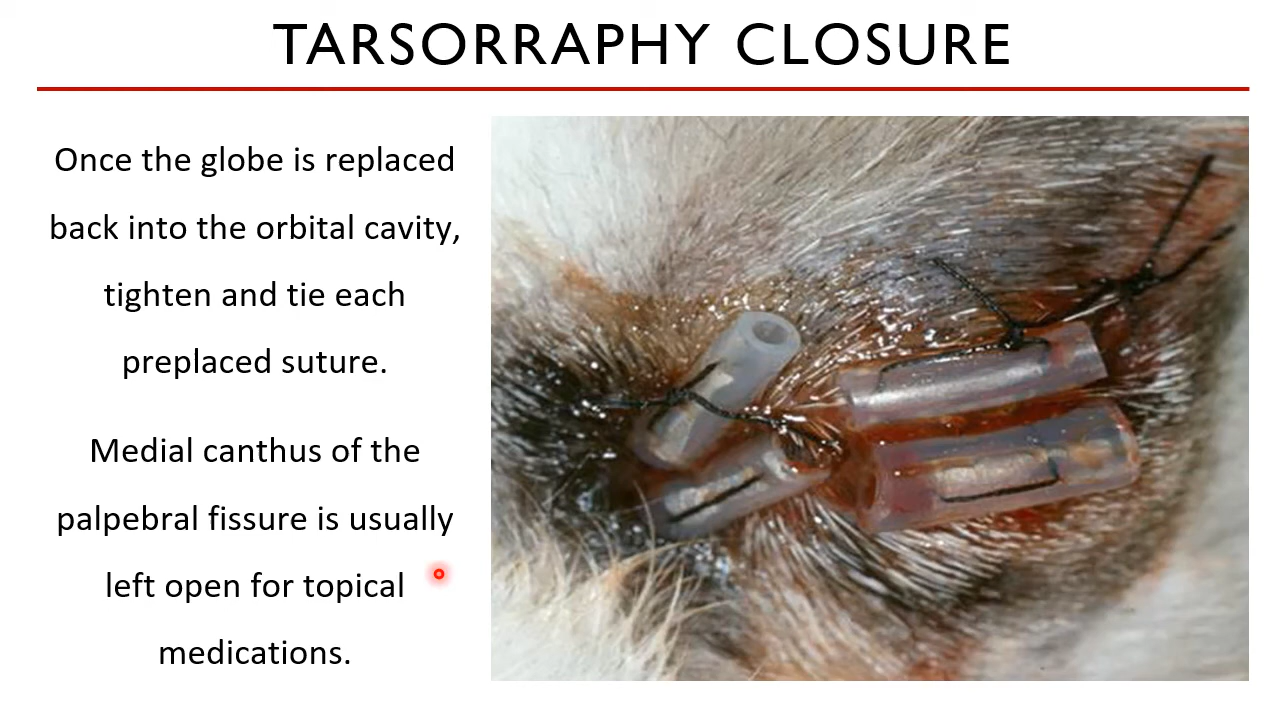 TARSORRAPHY CLOSURE
Once the globe is replaced
back into the orbital cavity,
tighten and tie each
preplaced suture.
Medial canthus of the
palpebral fissure is usually
left open for topical
medications.